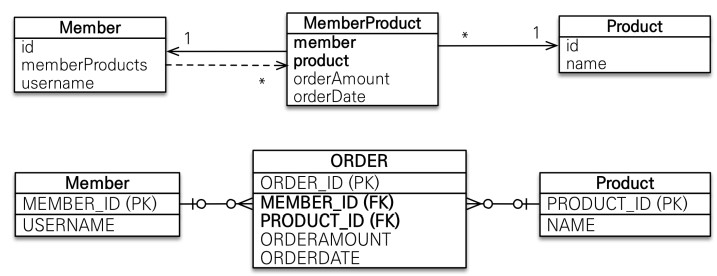 Member
id
memberProducts
username
1
*
MemberProduct
member
product
orderAmount
orderDate
*
1
Product
id
name
Member
MEMBER_ID (PK)
USERNAME
ORDER
ORDER_ID (PK)
MEMBER_ID (FK)
PRODUCT_ID (FK)
ORDERAMOUNT
ORDERDATE
Product
PRODUCT_ID (PK)
NAME